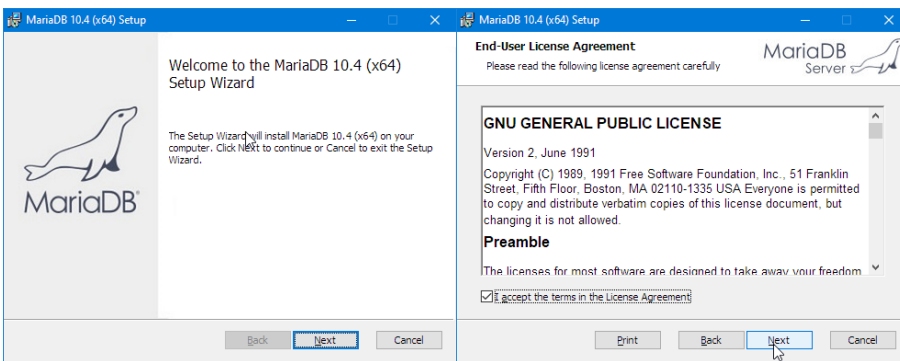 MariaDB 10.4 (x64) Setup
Welcome to the MariaDB 10.4 (x64)
Setup Wizard
The Setup Wizard will install MariaDB 10.4 (x64) on your
computer. Click Next to continue or Cancel to exit the Setup
Wizard.
MariaDB
Back Next Cancel
MariaDB 10.4 (x64) Setup
End-User License Agreement
Please read the following license agreement carefully
MariaDB
Server
GNU GENERAL PUBLIC LICENSE
Version 2, June 1991
Copyright (C) 1989, 1991 Free Software Foundation, Inc., 51 Franklin
Street, Fifth Floor, Boston, MA 02110-1335 USA Everyone is permitted
to copy and distribute verbatim copies of this license document, but
changing it is not allowed.
Preamble
The licenses for most software are designed to take away your freedom
I accept the terms in the License Agreement
Print Back Next Cancel